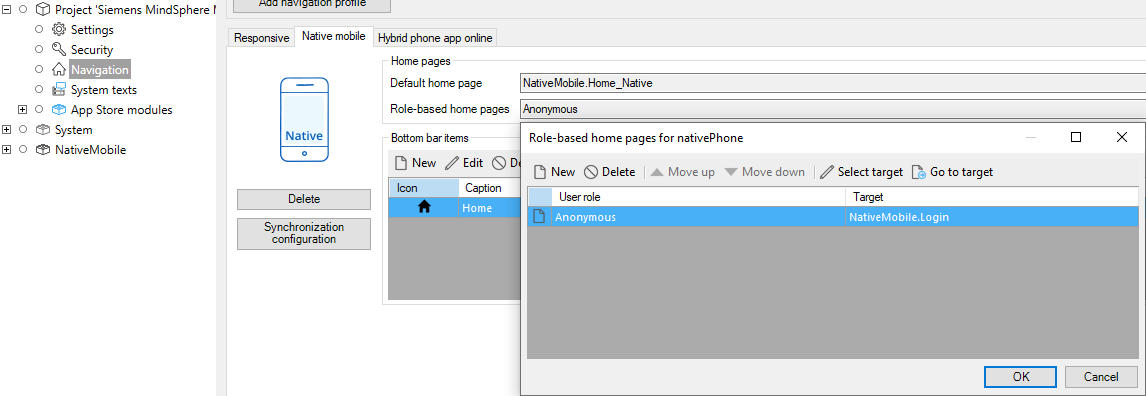 Project 'Siemens MindSphere
Settings
Security
Navigation
System texts
App Store modules
System
NativeMobile
Add navigation profile
Responsive
Native mobile
Hybrid phone app online
Native
Delete
Synchronization
configuration
Home pages
Default home page
NativeMobile.Home_Native
Role-based home pages
Anonymous
Bottom bar items
New Edit
Icon Caption
Home
Role-based home pages for nativePhone
New Delete Move up Move down Select target Go to target
User role Target
Anonymous NativeMobile.Login
OK Cancel